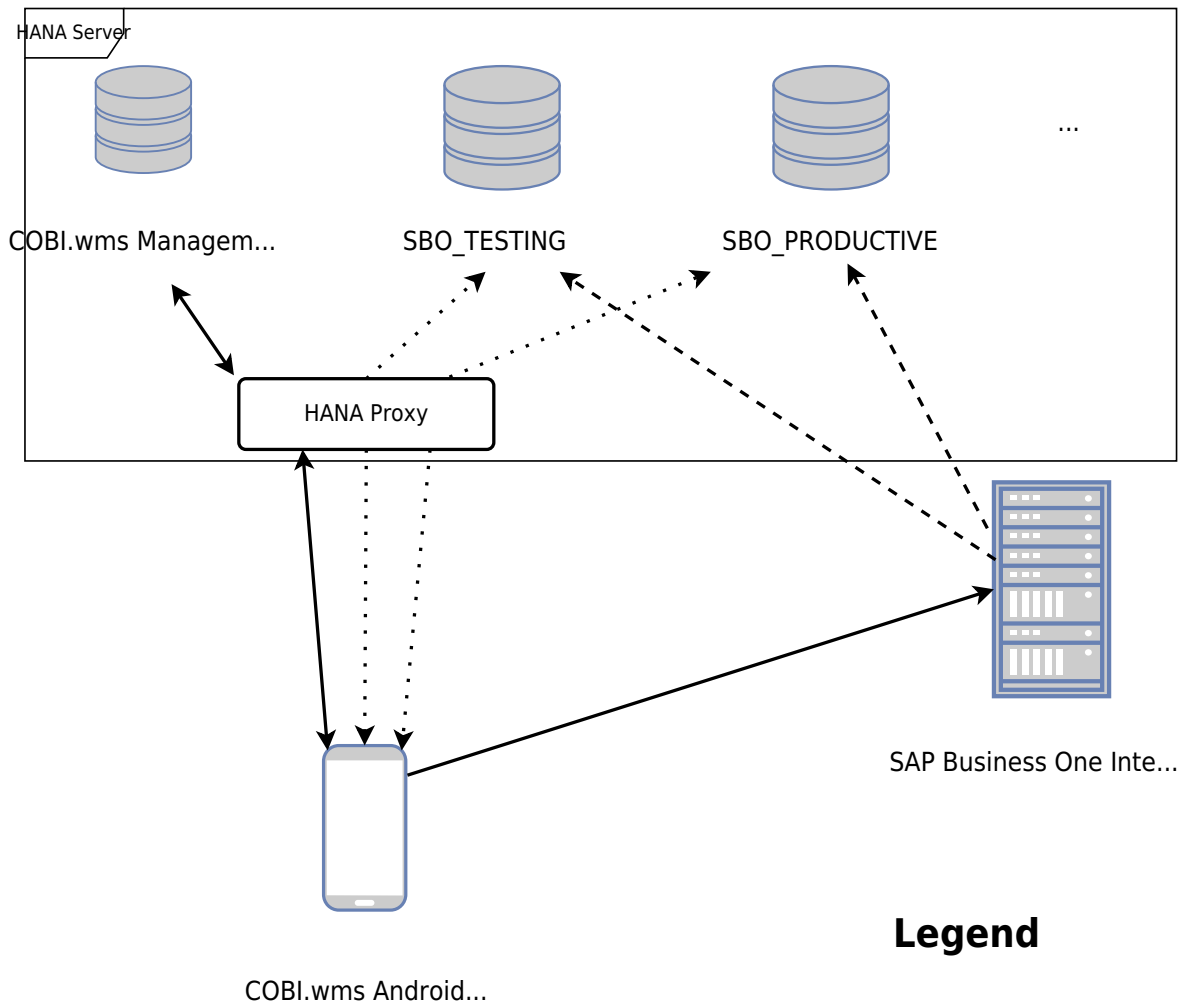 HANA Server
...
COBI.wms Managem...
SBO_TESTING
SBO_PRODUCTIVE
HANA Proxy
SAP Business One Inte...
Legend
COBI.wms Android...